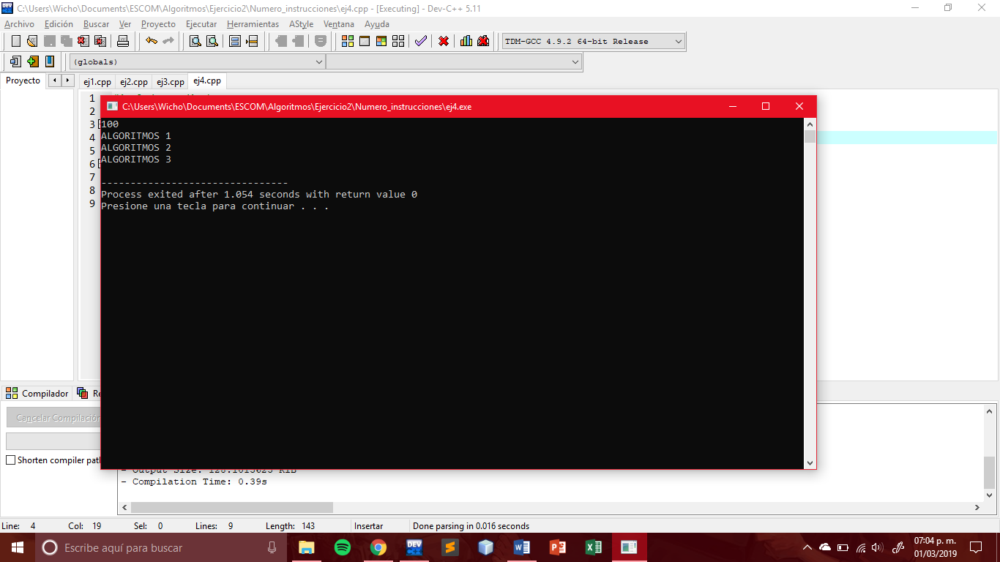 C:\Users\Wicho\Documents\ESCOM\Algoritmos\Ejercicio2\Numero_instrucciones\ej4.cpp - [Executing] - Dev-C++ 5.11
Archivo Edición Buscar Ver Proyecto Ejecutar Herramientas AStyle Ventana Ayuda
TDM-GCC 4.9.2 64-bit Release
(globals)
Proyecto ej1.cpp ej2.cpp ej3.cpp ej4.cpp
1
2
3
4
5
6
7
8
9
C:\Users\Wicho\Documents\ESCOM\Algoritmos\Ejercicio2\Numero_instrucciones\ej4.exe
100
ALGORITMOS 1
ALGORITMOS 2
ALGORITMOS 3
--------------------------------
Process exited after 1.054 seconds with return value 0
Presione una tecla para continuar . . .
Compilador Re
Cancelar Compilación
Shorten compiler path
- Output Size:
- Compilation Time: 0.39s
Line: 4 Col: 19 Sel: 0 Lines: 9 Length: 143 Insertar Done parsing in 0.016 seconds
Escribe aquí para buscar
07:04 p. m.
01/03/2019